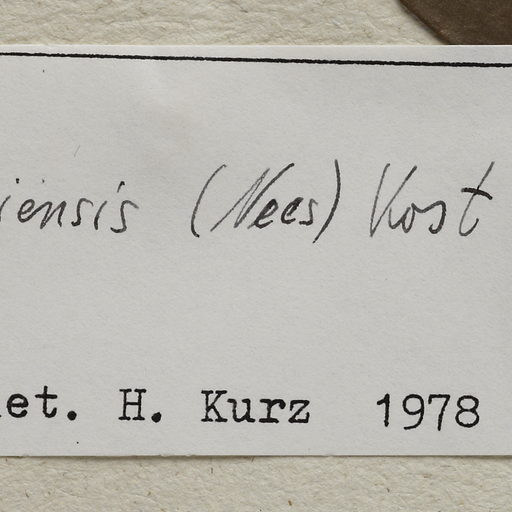 iensis (Nees) Kost
et. H. Kurz 1978